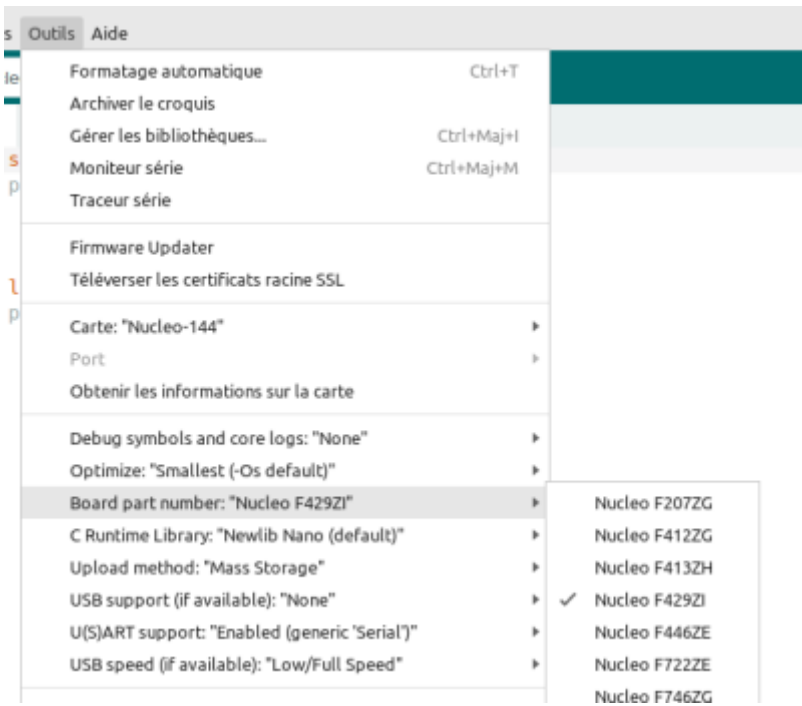 s Outils Aide
de
Formatage automatique Ctrl+T
Archiver le croquis
Gérer les bibliothèques... Ctrl+Maj+I
s Moniteur série Ctrl+Maj+M
p
Traceur série
Firmware Updater
l Téléverser les certificats racine SSL
p
Carte: "Nucleo-144"
Port
Obtenir les informations sur la carte
Debug symbols and core logs: "None"
Optimize: "Smallest (-Os default)"
Board part number: "Nucleo F429ZI"
C Runtime Library: "Newlib Nano (default)"
Upload method: "Mass Storage"
USB support (if available): "None"
U(S)ART support: "Enabled (generic 'Serial')"
USB speed (if available): "Low/Full Speed"
Nucleo F207ZG
Nucleo F412ZG
Nucleo F413ZH
Nucleo F429ZI
Nucleo F446ZE
Nucleo F722ZE
Nucleo F746ZG